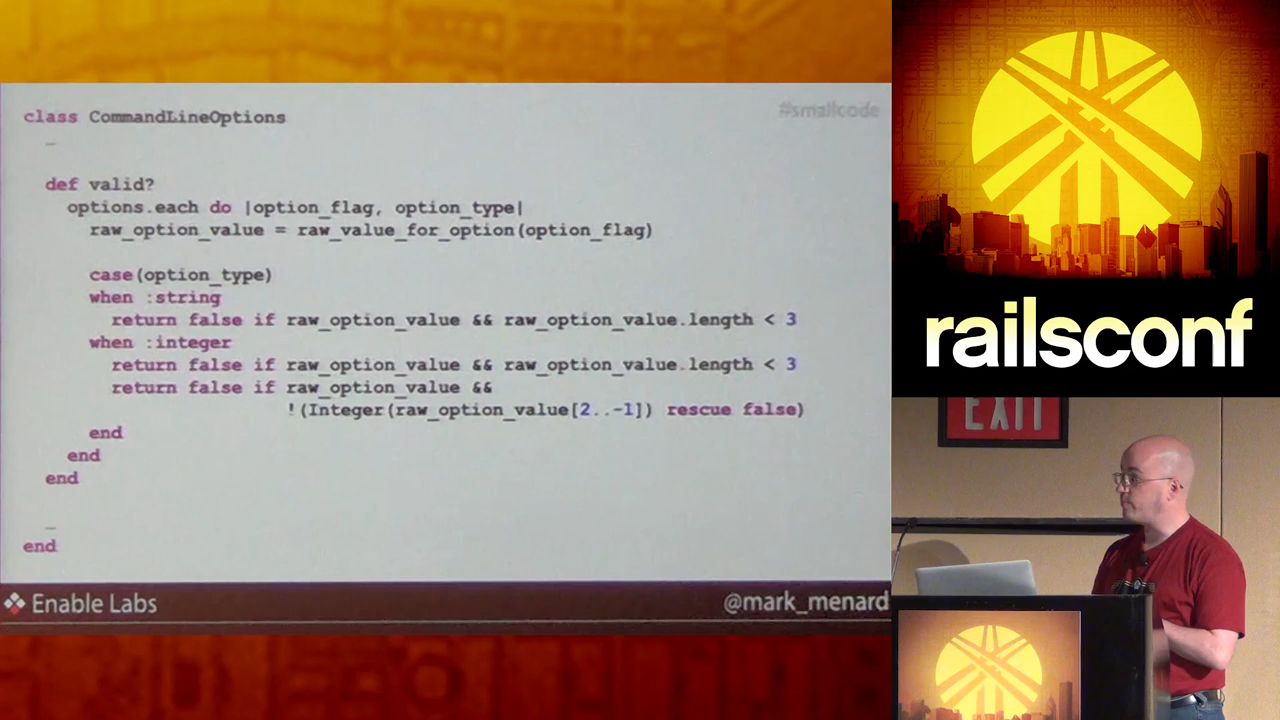 class CommandLineOptions
#smallcode
…
def valid?
options.each do |option_flag, option_type|
raw_option_value = raw_value_for_option(option_flag)
case(option_type)
when :string
return false if raw_option_value && raw_option_value.length < 3
when :integer
return false if raw_option_value && raw_option_value.length < 3
return false if raw_option_value &&
!(Integer(raw_option_value[2..-1]) rescue false)
end
end
end
…
end
Enable Labs
@mark_menard
railsconf
EXIT